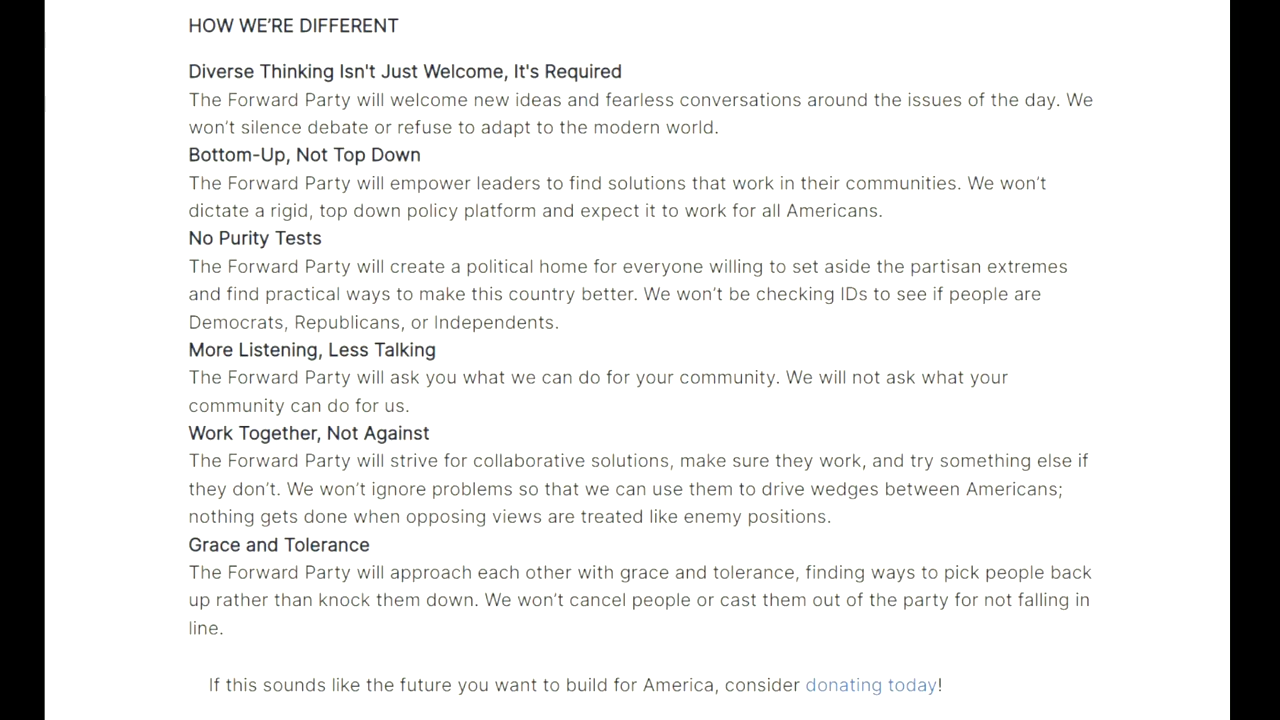 HOW WE’RE DIFFERENT
Diverse Thinking Isn't Just Welcome, It's Required
The Forward Party will welcome new ideas and fearless conversations around the issues of the day. We
won’t silence debate or refuse to adapt to the modern world.
Bottom-Up, Not Top Down
The Forward Party will empower leaders to find solutions that work in their communities. We won’t
dictate a rigid, top down policy platform and expect it to work for all Americans.
No Purity Tests
The Forward Party will create a political home for everyone willing to set aside the partisan extremes
and find practical ways to make this country better. We won’t be checking IDs to see if people are
Democrats, Republicans, or Independents.
More Listening, Less Talking
The Forward Party will ask you what we can do for your community. We will not ask what your
community can do for us.
Work Together, Not Against
The Forward Party will strive for collaborative solutions, make sure they work, and try something else if
they don’t. We won’t ignore problems so that we can use them to drive wedges between Americans;
nothing gets done when opposing views are treated like enemy positions.
Grace and Tolerance
The Forward Party will approach each other with grace and tolerance, finding ways to pick people back
up rather than knock them down. We won’t cancel people or cast them out of the party for not falling in
line.
If this sounds like the future you want to build for America, consider donating today!